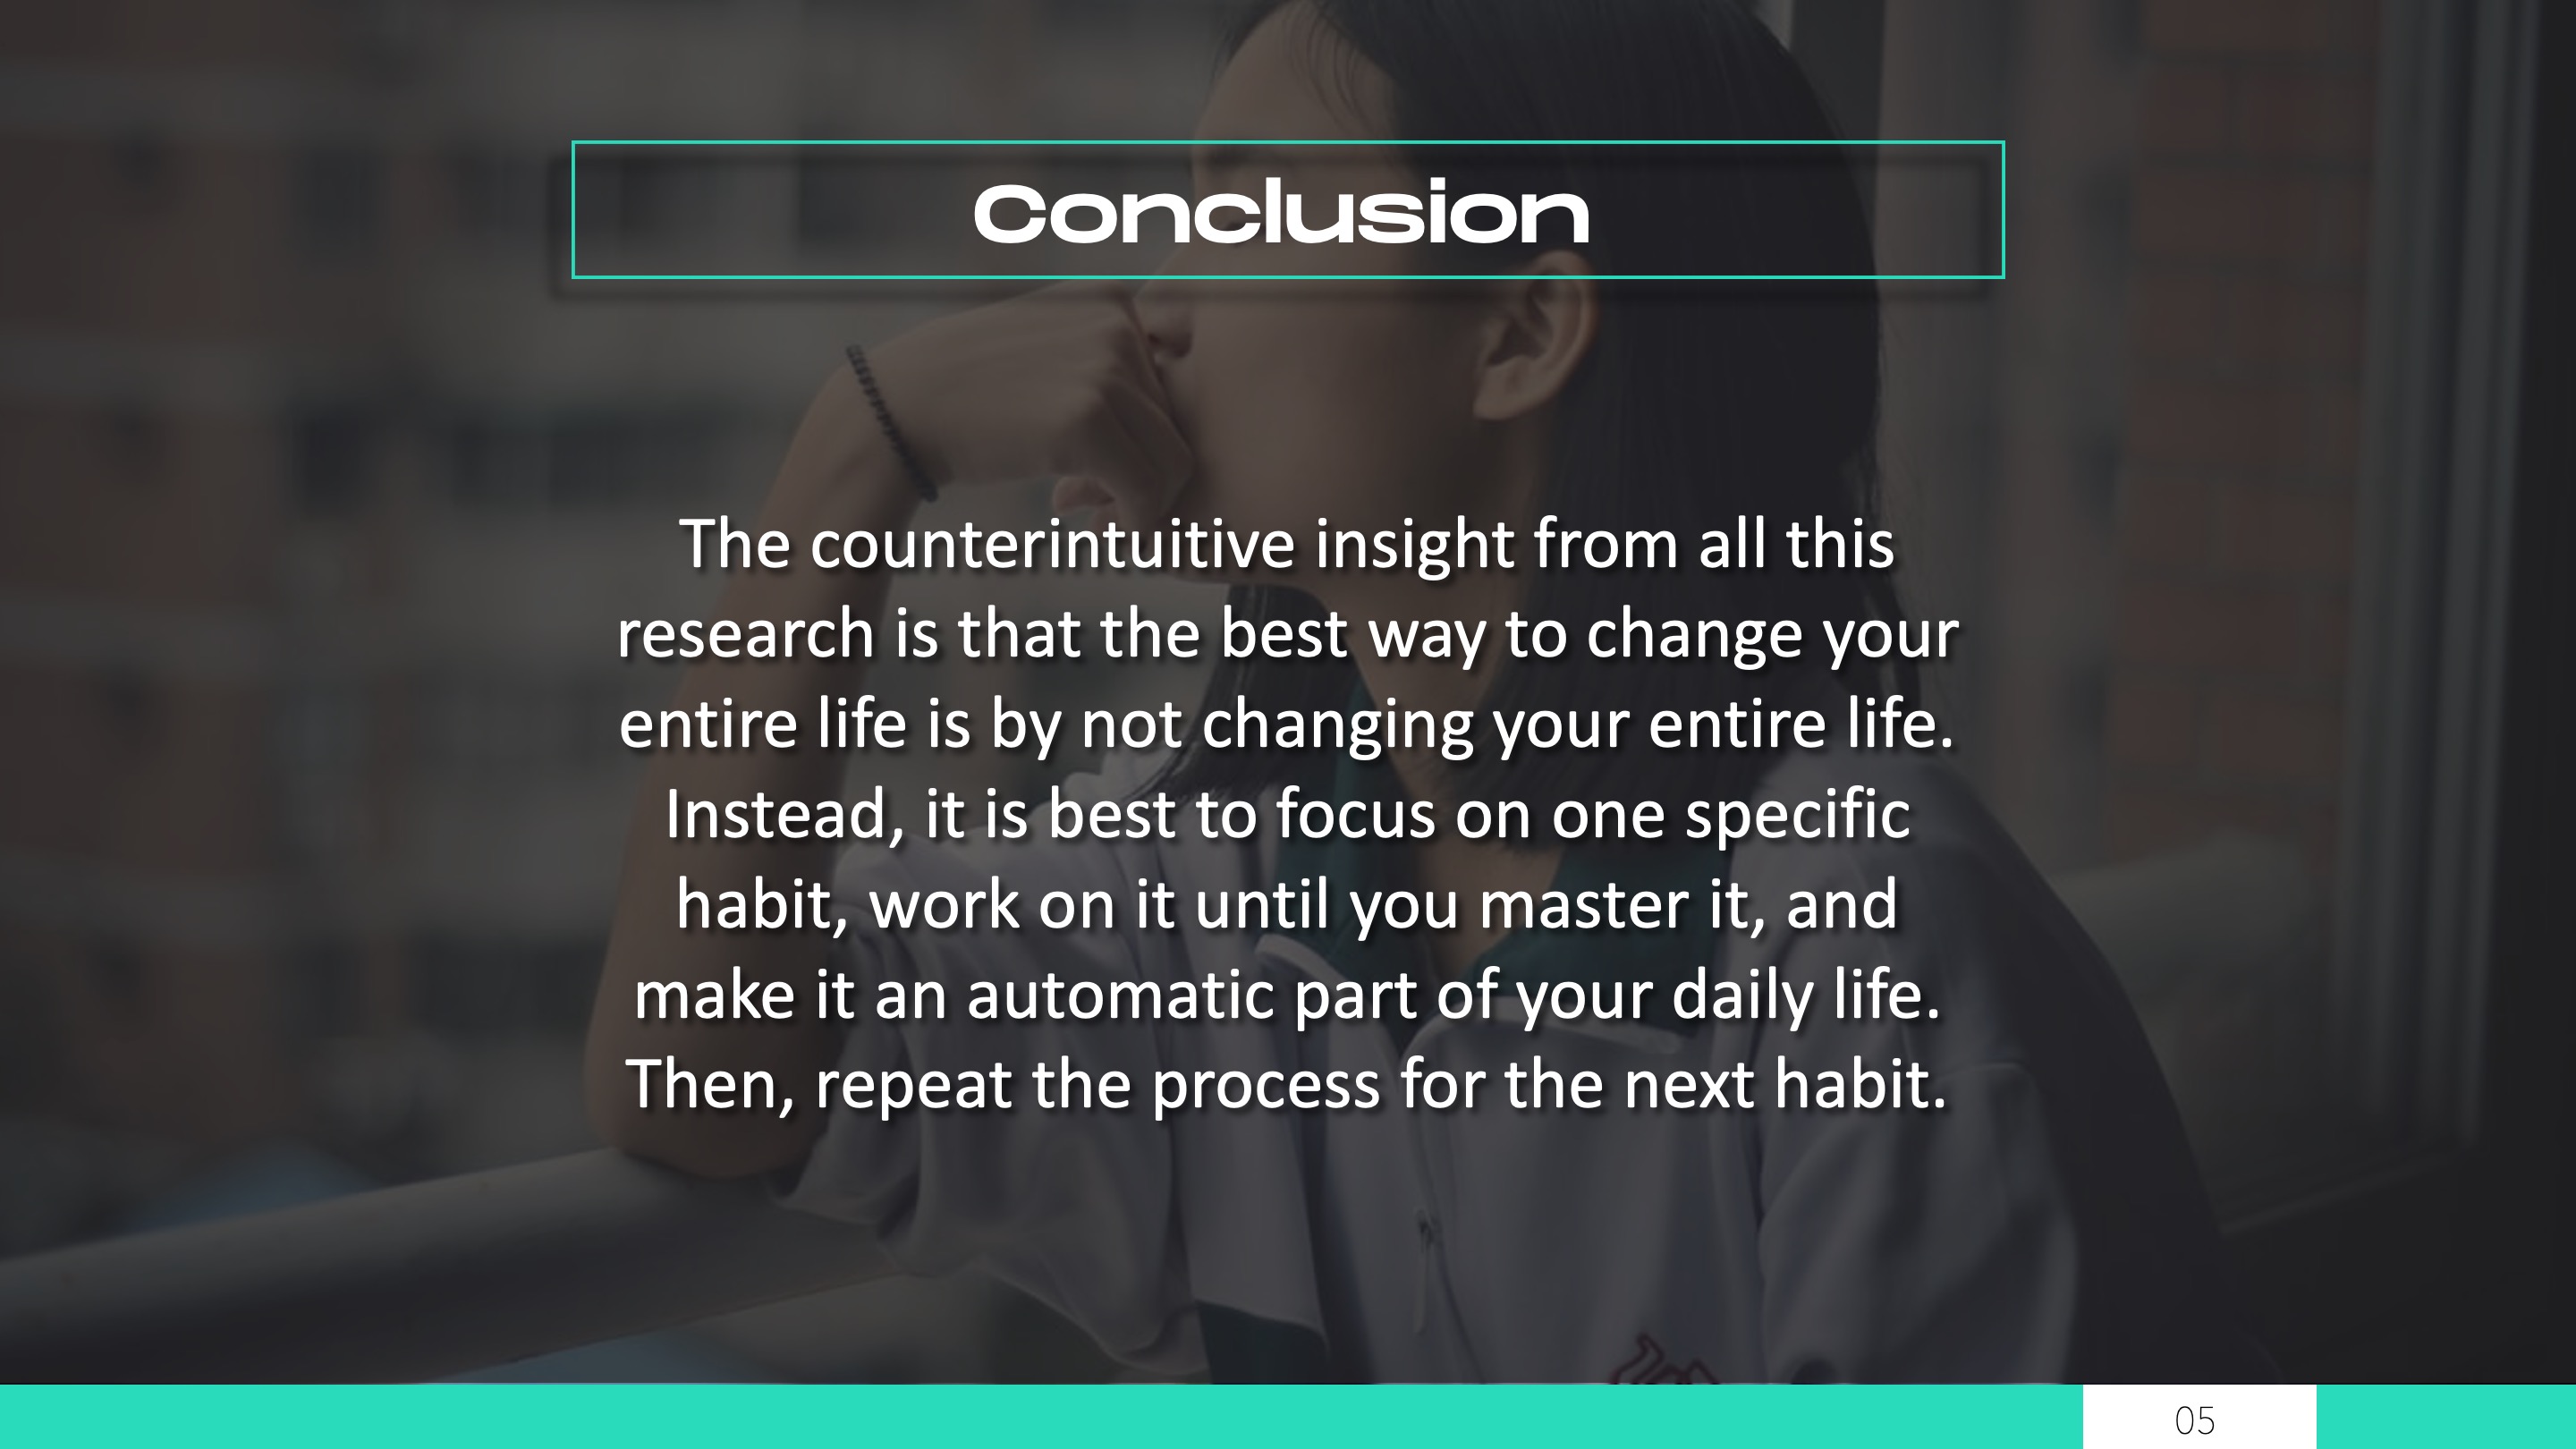 Conclusion
The counterintuitive insight from all this
research is that the best way to change your
entire life is by not changing your entire life.
Instead, it is best to focus on one specific
habit, work on it until you master it, and
make it an automatic part of your daily life.
Then, repeat the process for the next habit.
05